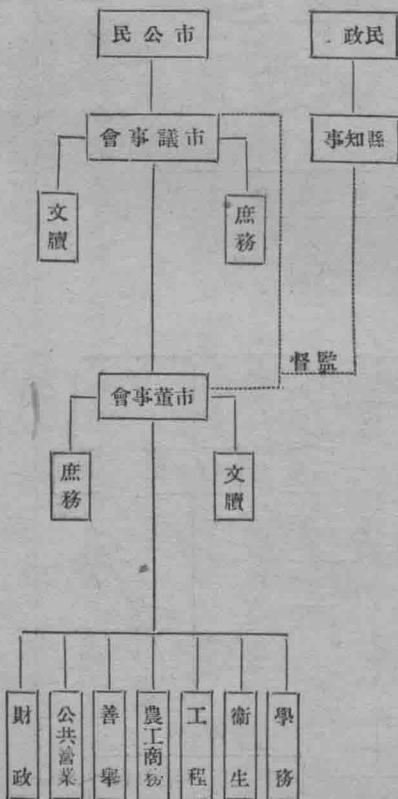 民政
市公民
縣知事
市議事會
庶務
文牘
監督
市董事會
文牘
庶務
學務
衞生
工程
農工商務
善舉
公共營業
財政